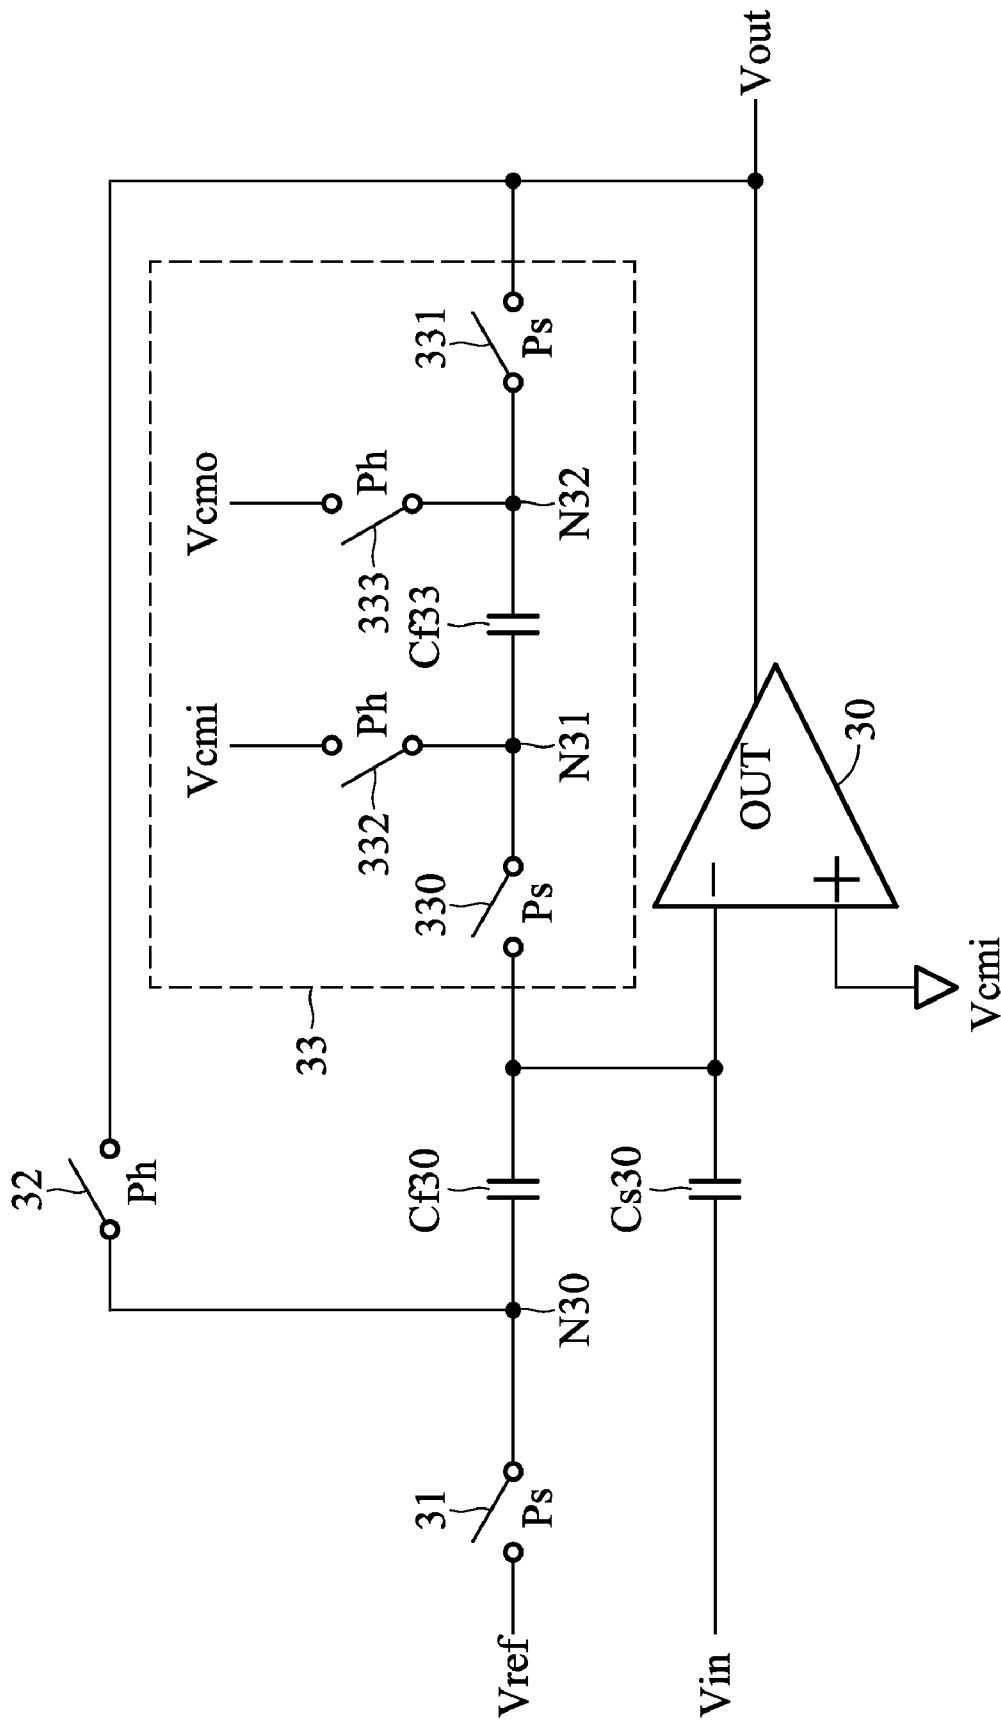 32
Ph
Vcmi
Vcmo
332
Ph
333
Ph
33
330
Ps
Cf33
331
Ps
N31
N32
31
Ps
Vref
N30
Cf30
Cs30
Vin
OUT
−
+
30
Vcmi
Vout